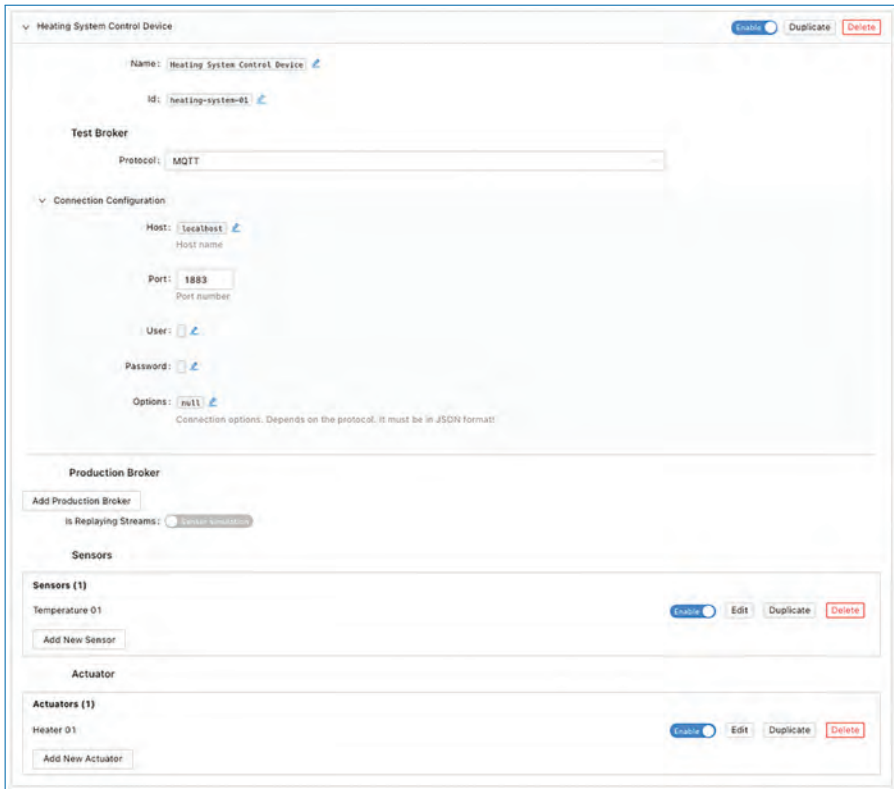 Heating System Control Device Enable Duplicate Delete
Name: Heating System Control Device
Id: heating-system-01
Test Broker
Protocol: MQTT
Connection Configuration
Host: localhost
Host name
Port: 1883
Port number
User:
Password:
Options: null
Connection options. Depends on the protocol. It must be in JSON format!
Production Broker
Add Production Broker
Is Replaying Streams: Sensor simulation
Sensors
Sensors (1)
Temperature 01 Enable Edit Duplicate Delete
Add New Sensor
Actuator
Actuators (1)
Heater 01 Enable Edit Duplicate Delete
Add New Actuator